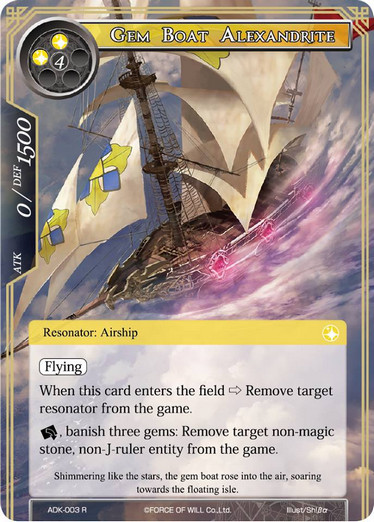 Gem Boat Alexandrite
4
ATK 0 / DEF 1500
Resonator: Airship
Flying
When this card enters the field ⇨ Remove target
resonator from the game.
, banish three gems: Remove target non-magic
stone, non-J-ruler entity from the game.
Shimmering like the stars, the gem boat rose into the air, soaring
towards the floating isle.
ADK-003 R
©FORCE OF WILL Co.,Ltd.
Illust/Shiβα